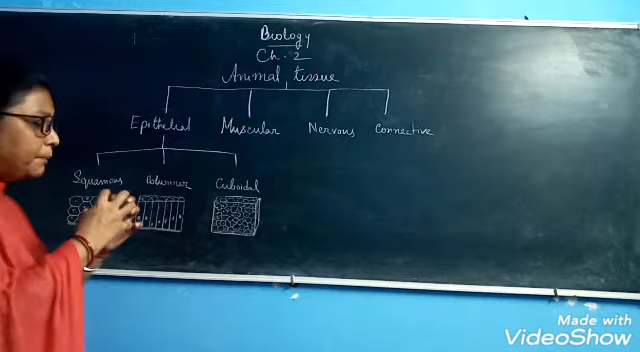 Biology
Ch. 2
Animal tissue
Epithelial Muscular Nervous Connective
Squamous Columnar Cuboidal
Made with
VideoShow